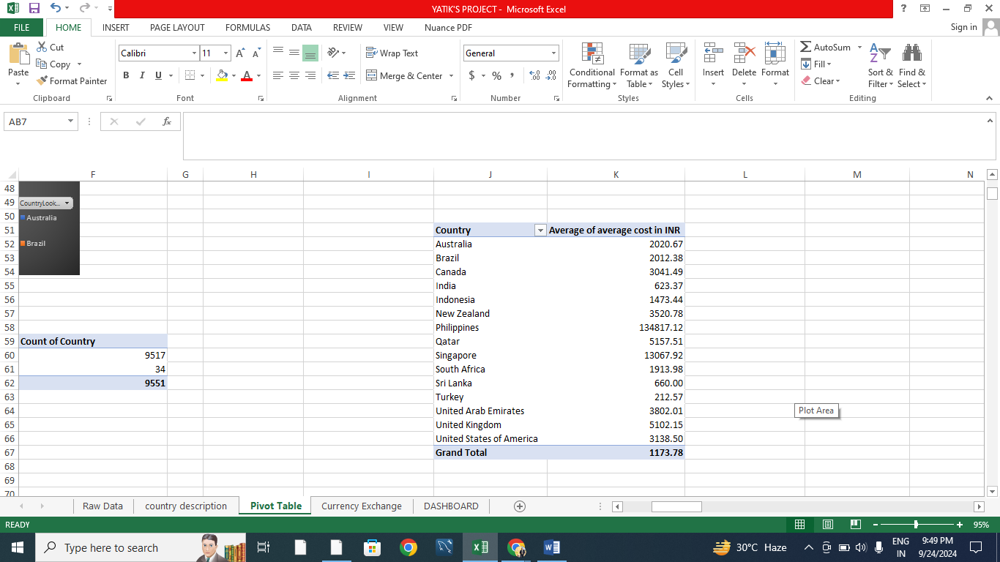 YATIK'S PROJECT - Microsoft Excel
?
FILE HOME INSERT PAGE LAYOUT FORMULAS DATA REVIEW VIEW Nuance PDF Sign in
Paste
Cut
Copy
Format Painter
Clipboard
Calibri 11
B I U
Font
Wrap Text
Merge & Center
Alignment
General
$ % ,
Number
Conditional Formatting
Format as Table
Cell Styles
Styles
Insert Delete Format
Cells
AutoSum
Fill
Clear
Sort & Filter
Find & Select
Editing
AB7
fx
F G H I J K L M N
48
49 CountryLook...
50 Australia
51 Country Average of average cost in INR
52 Brazil Australia 2020.67
53 Brazil 2012.38
54 Canada 3041.49
55 India 623.37
56 Indonesia 1473.44
57 New Zealand 3520.78
58 Philippines 134817.12
59 Count of Country Qatar 5157.51
60 9517 Singapore 13067.92
61 34 South Africa 1913.98
62 9551 Sri Lanka 660.00
63 Turkey 212.57
64 United Arab Emirates 3802.01 Plot Area
65 United Kingdom 5102.15
66 United States of America 3138.50
67 Grand Total 1173.78
68
69
70
Raw Data country description Pivot Table Currency Exchange DASHBOARD
READY 95%
Type here to search
30°C Haze
ENG
IN
9:49 PM
9/24/2024